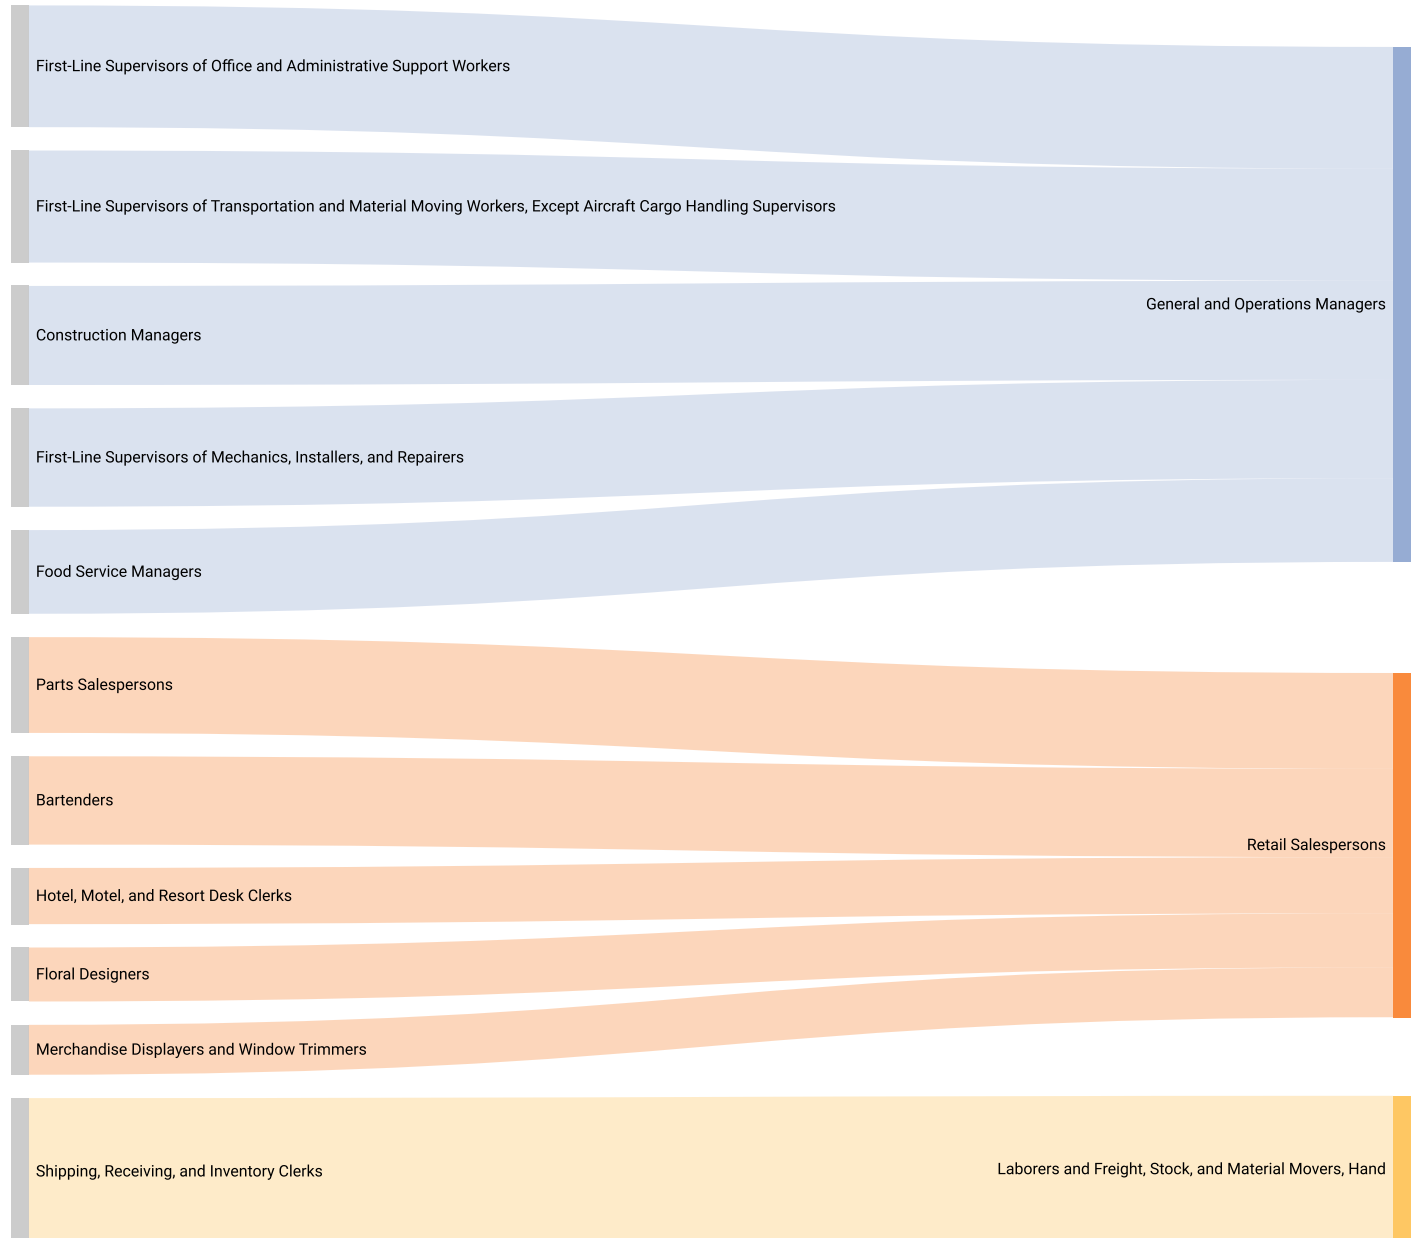 First-Line Supervisors of Office and Administrative Support Workers
First-Line Supervisors of Transportation and Material Moving Workers, Except Aircraft Cargo Handling Supervisors
General and Operations Managers
Construction Managers
First-Line Supervisors of Mechanics, Installers, and Repairers
Food Service Managers
Parts Salespersons
Bartenders
Retail Salespersons
Hotel, Motel, and Resort Desk Clerks
Floral Designers
Merchandise Displayers and Window Trimmers
Shipping, Receiving, and Inventory Clerks
Laborers and Freight, Stock, and Material Movers, Hand